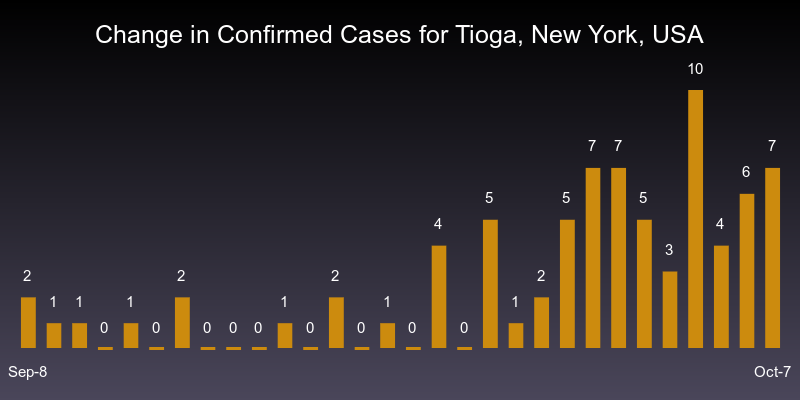 Change in Confirmed Cases for Tioga, New York, USA
2 1 1 0 1 0 2 0 0 0 1 0 2 0 1 0 4 0 5 1 2 5 7 7 5 3 10 4 6 7
Sep-8 Oct-7